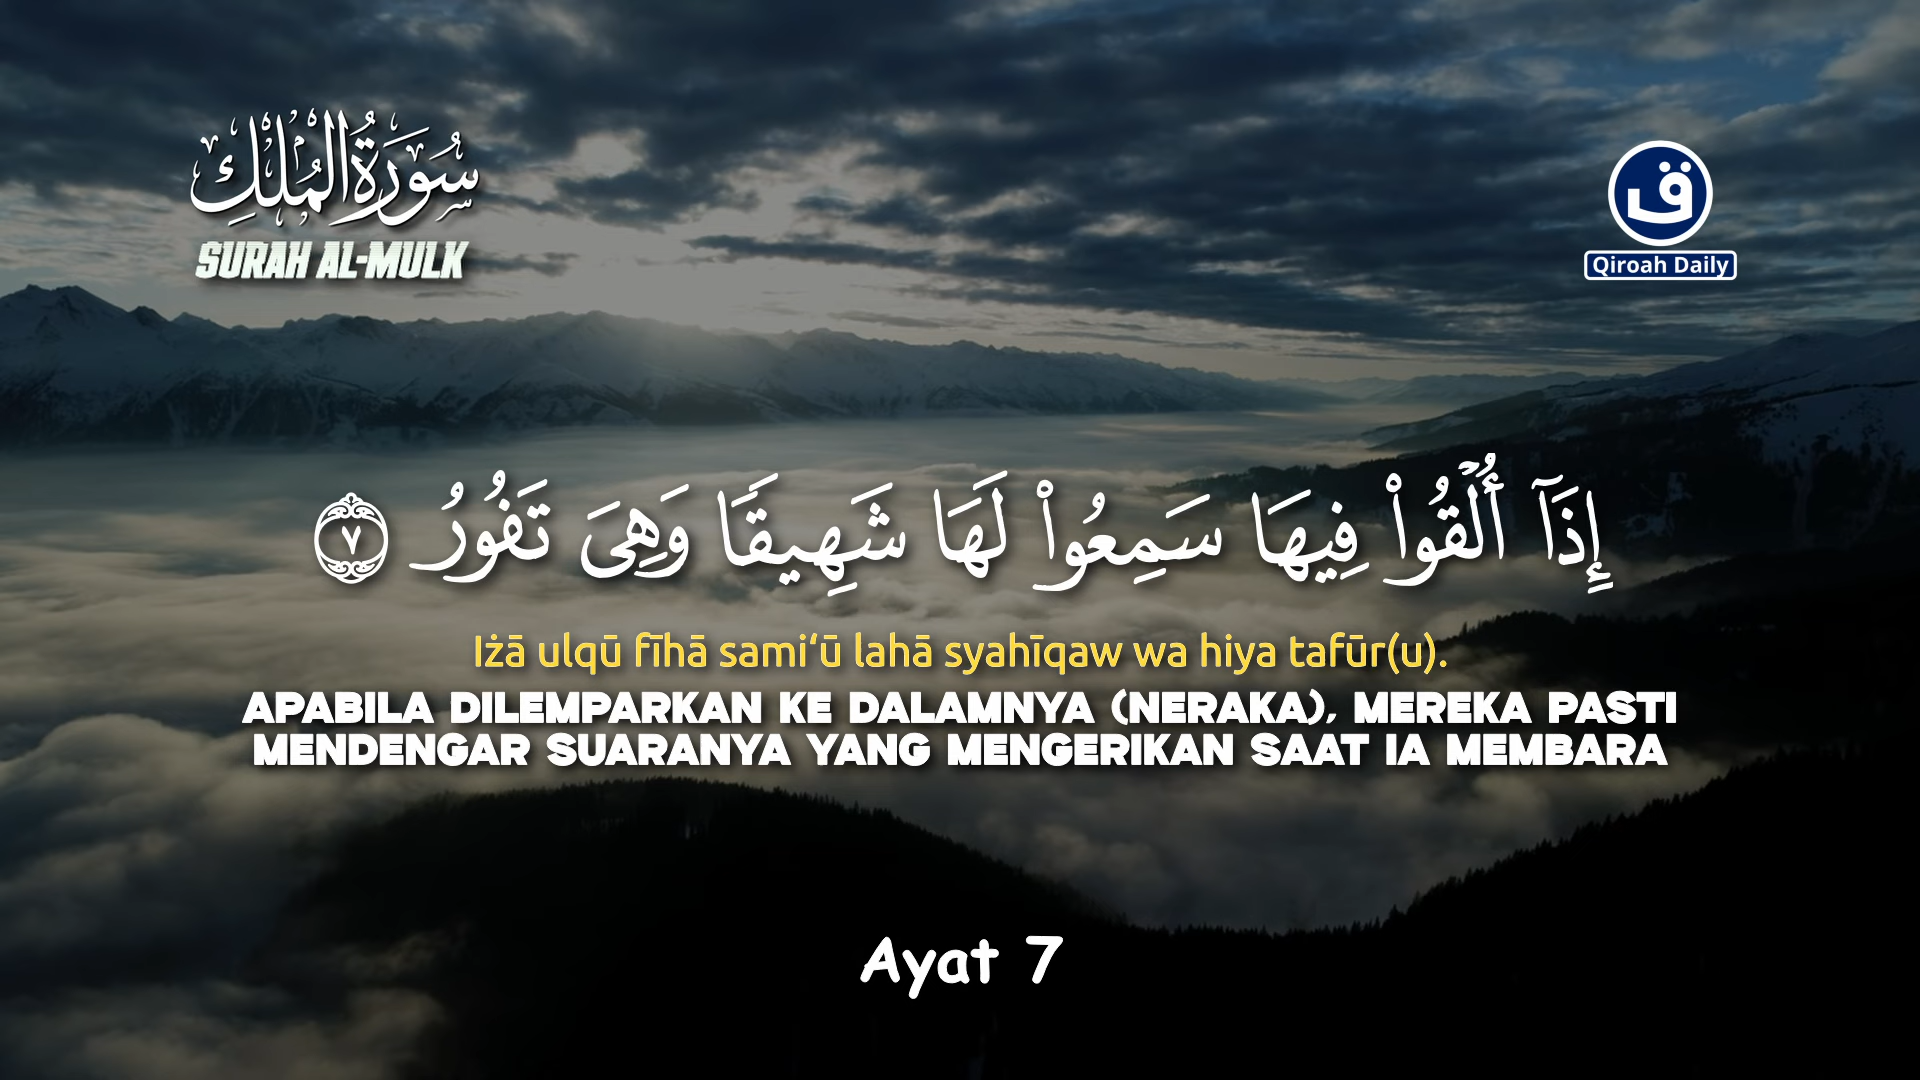 سُورَةُ الْمُلْكِ
SURAH AL-MULK
ق
Qiroah Daily
إِذَآ أُلْقُوا۟ فِيهَا سَمِعُوا۟ لَهَا شَهِيقًا وَهِىَ تَفُورُ ٧
Iżā ulqū fīhā sami‘ū lahā syahīqaw wa hiya tafūr(u).
APABILA DILEMPARKAN KE DALAMNYA (NERAKA), MEREKA PASTI
MENDENGAR SUARANYA YANG MENGERIKAN SAAT IA MEMBARA
Ayat 7